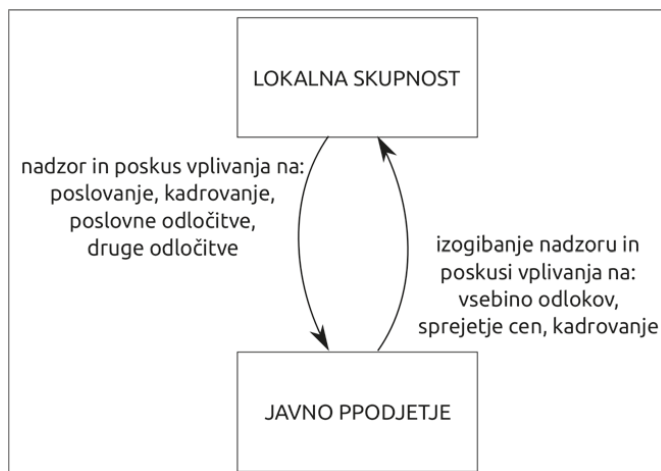 LOKALNA SKUPNOST
nadzor in poskus vplivanja na:
poslovanje, kadrovanje,
poslovne odločitve,
druge odločitve
izogibanje nadzoru in
poskusi vplivanja na:
vsebino odlokov,
sprejetje cen, kadrovanje
JAVNO PPODJETJE